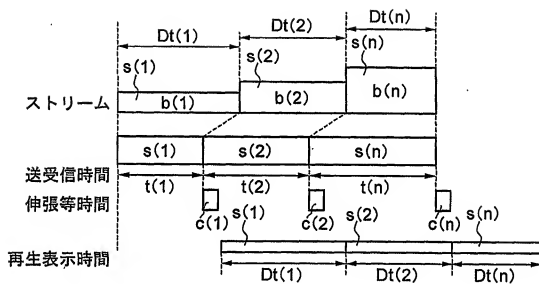 Dt(1) Dt(2) Dt(n)
s(1) s(2) s(n)
ストリーム b(1) b(2) b(n)
s(1) s(2) s(n)
送受信時間 t(1) t(2) t(n)
伸張等時間 c(1) c(2) c(n)
s(1) s(2) s(n)
再生表示時間
Dt(1) Dt(2) Dt(n)